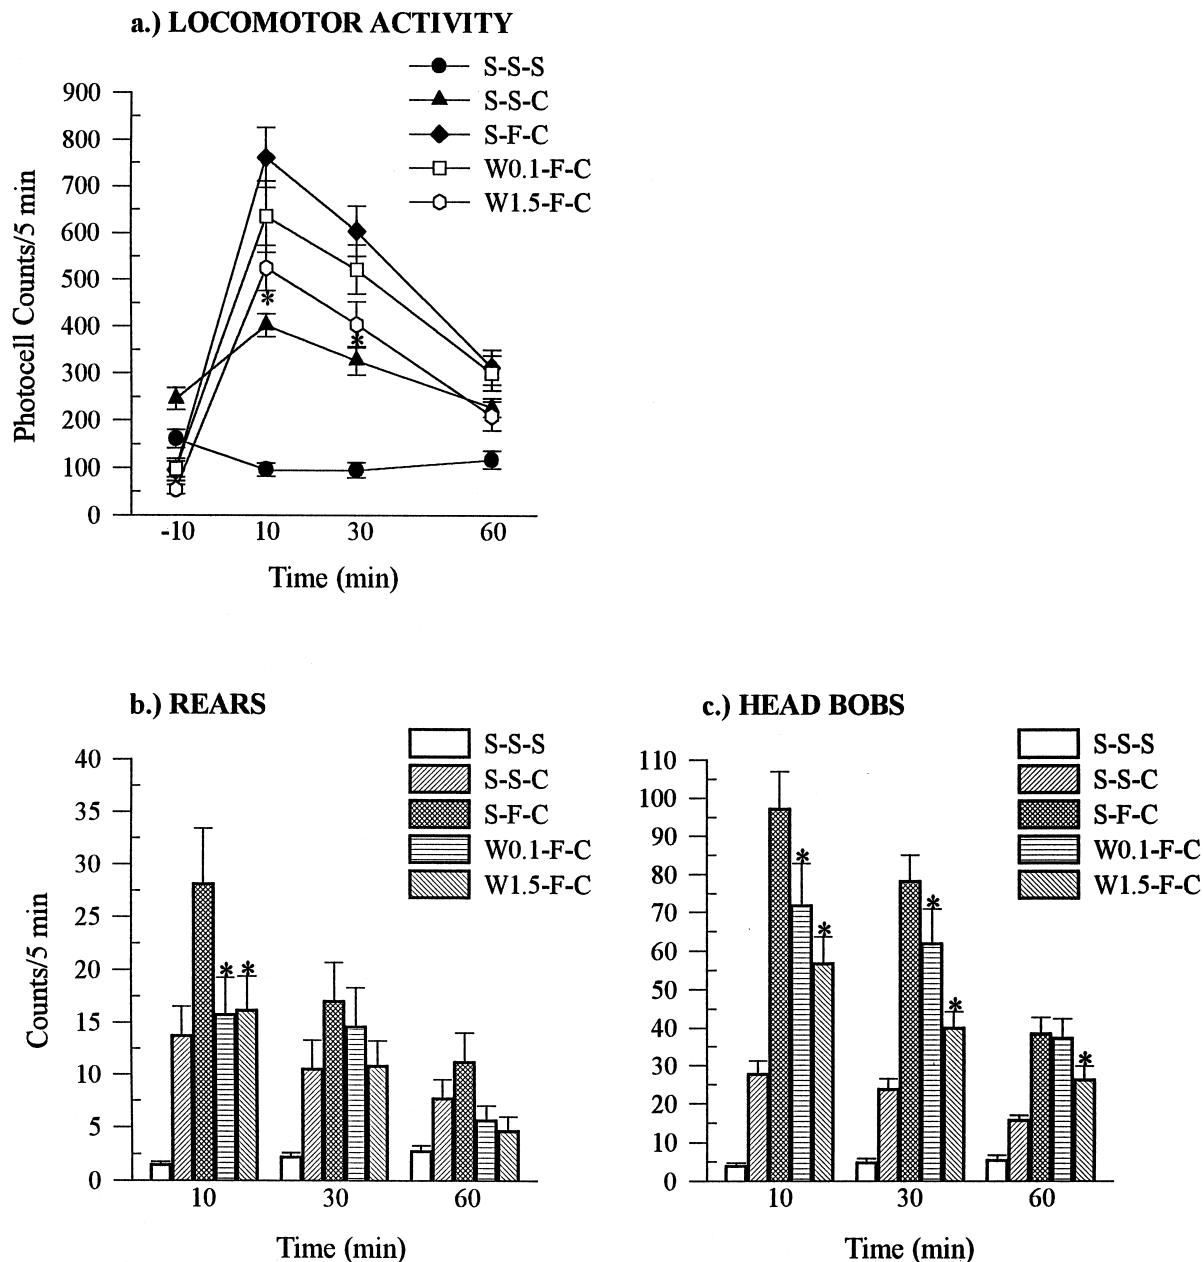 a.) LOCOMOTOR ACTIVITY
S-S-S
S-S-C
S-F-C
W0.1-F-C
W1.5-F-C
900
800
700
600
500
400
300
200
100
0
Photocell Counts/5 min
*
*
-10 10 30 60
Time (min)
b.) REARS
S-S-S
S-S-C
S-F-C
W0.1-F-C
W1.5-F-C
40
35
30
25
20
15
10
5
0
Counts/5 min
* *
10 30 60
Time (min)
c.) HEAD BOBS
S-S-S
S-S-C
S-F-C
W0.1-F-C
W1.5-F-C
110
100
90
80
70
60
50
40
30
20
10
0
*
*
*
*
*
10 30 60
Time (min)